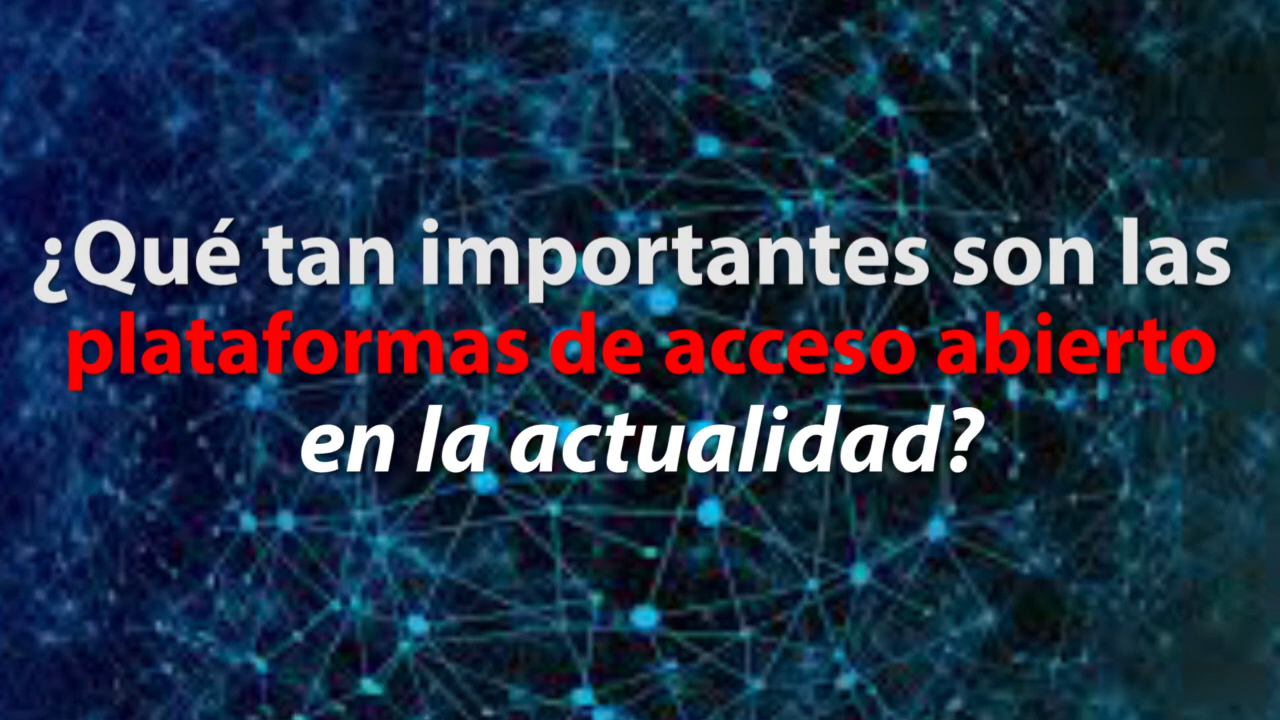 ¿Qué tan importantes son las
plataformas de acceso abierto
en la actualidad?